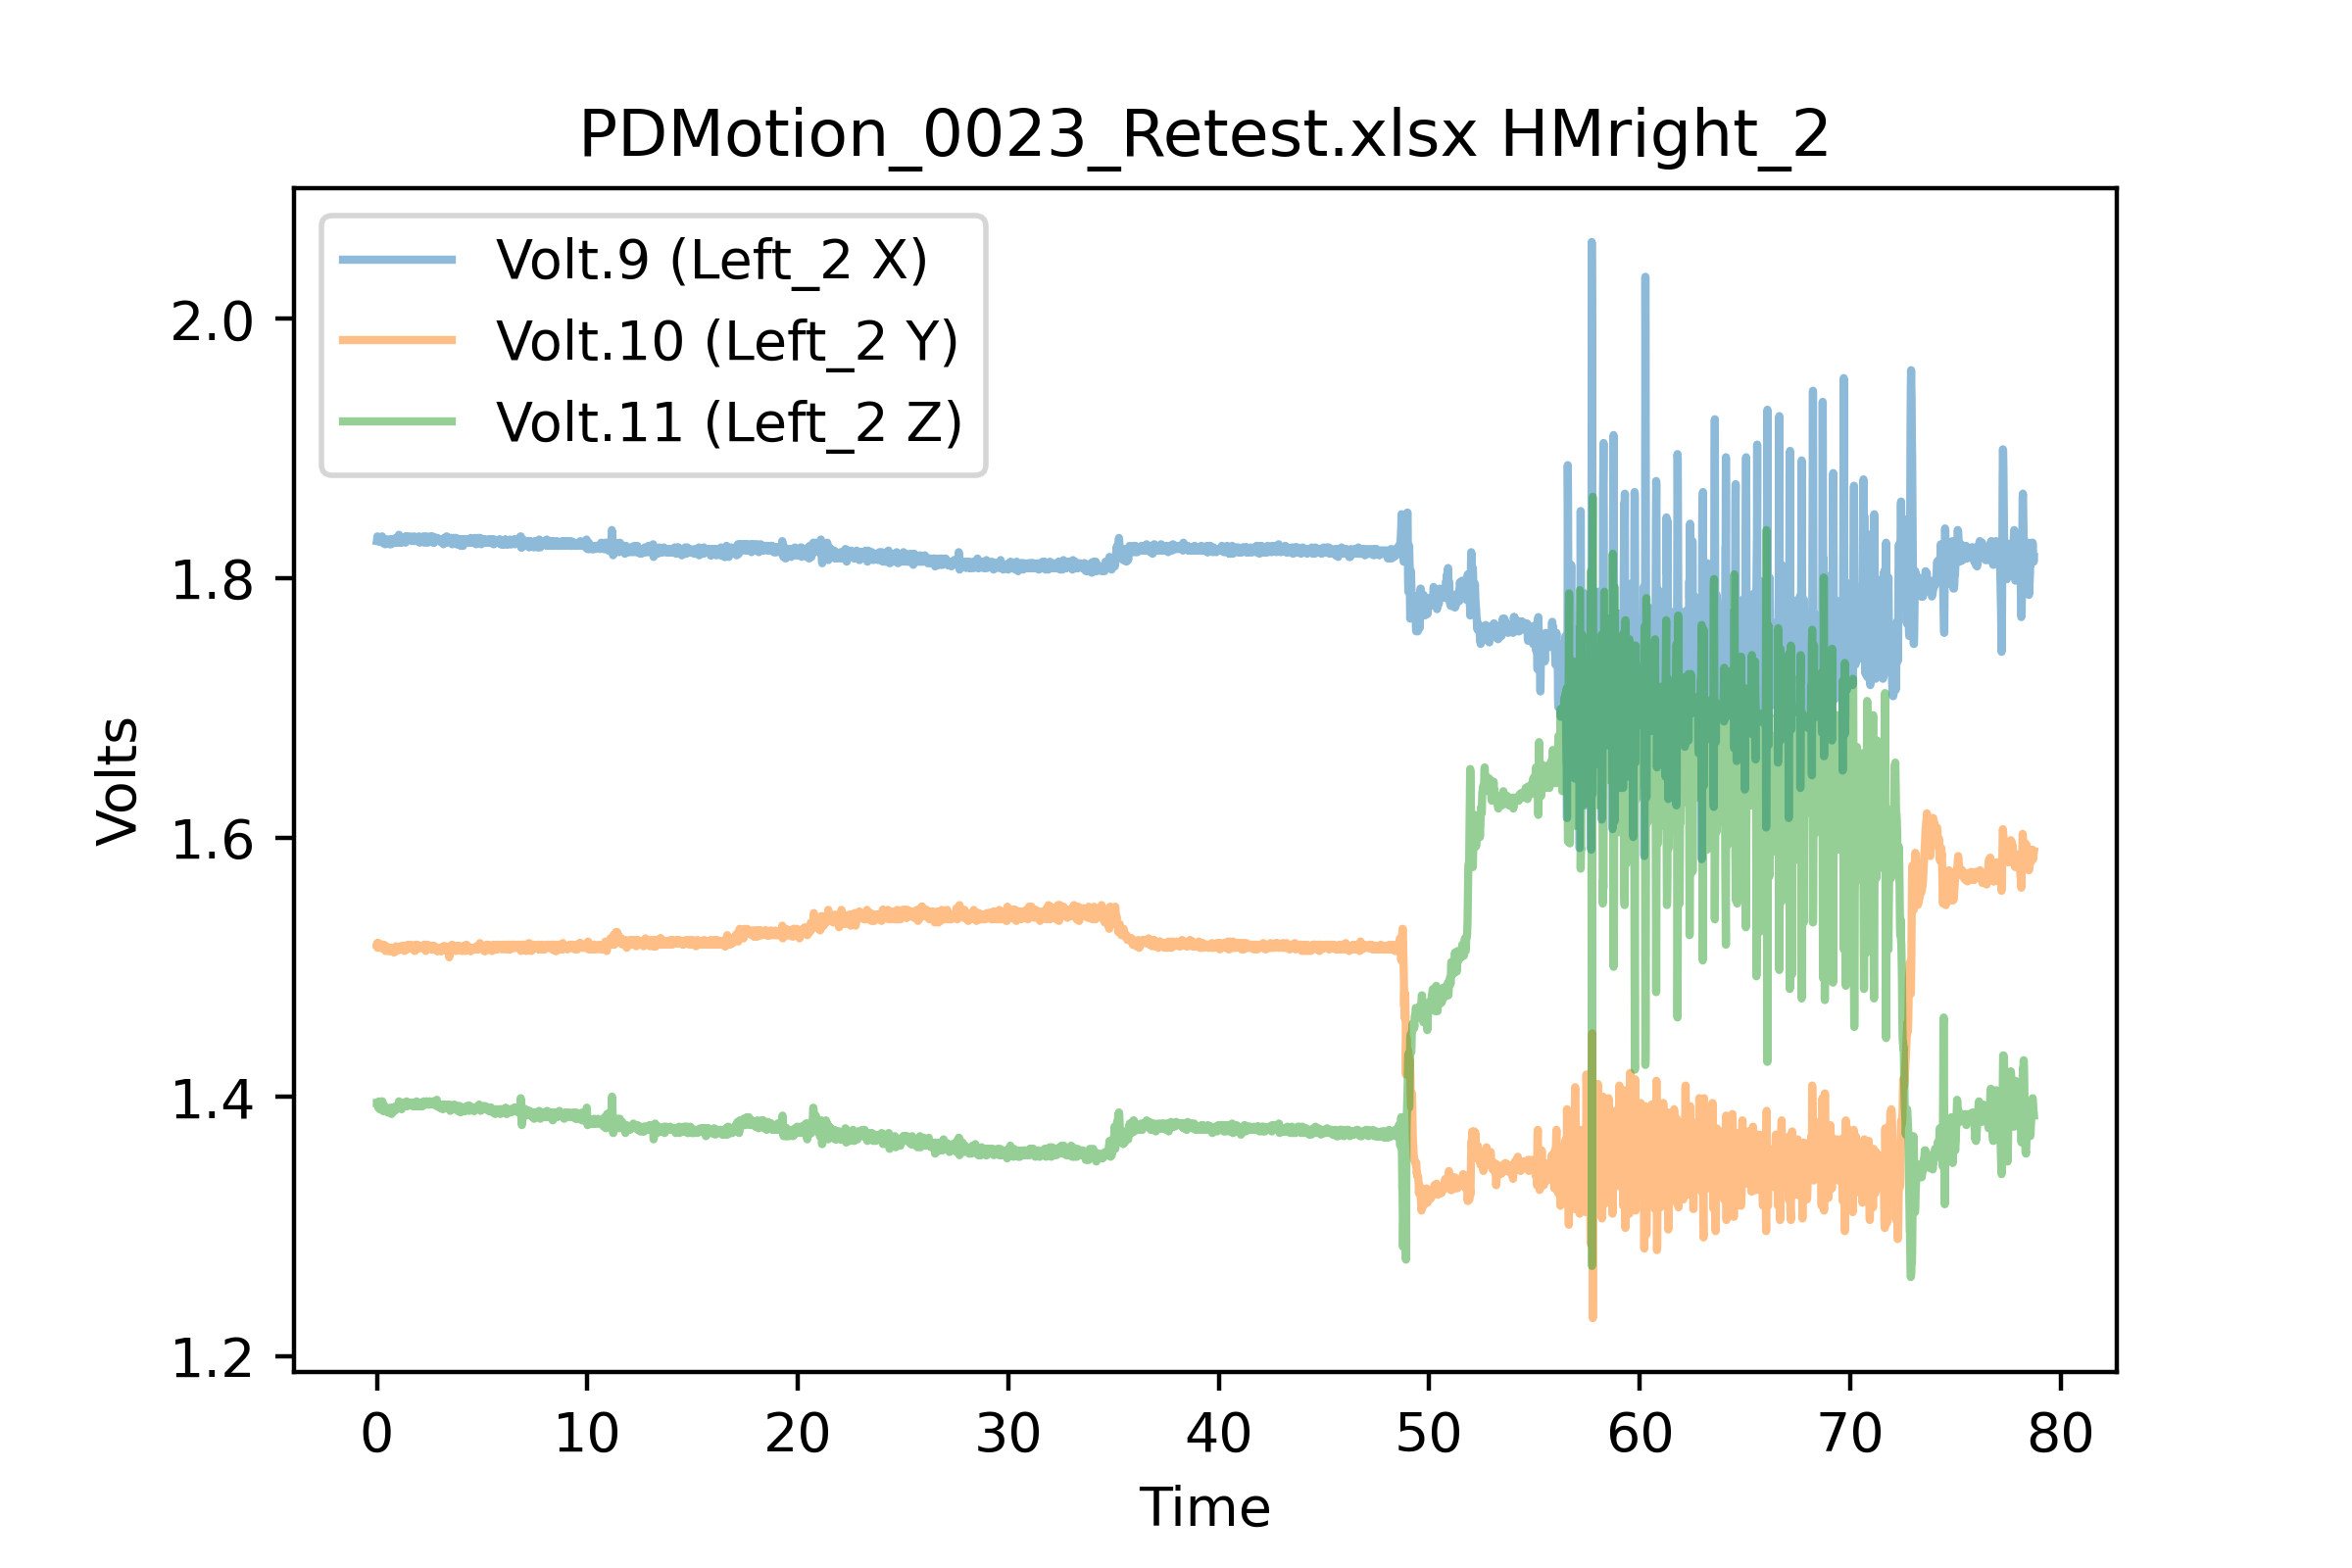 PDMotion_0023_Retest.xlsx HMright_2
Volt.9 (Left_2 X)
Volt.10 (Left_2 Y)
Volt.11 (Left_2 Z)
Volts
2.0
1.8
1.6
1.4
1.2
0 10 20 30 40 50 60 70 80
Time